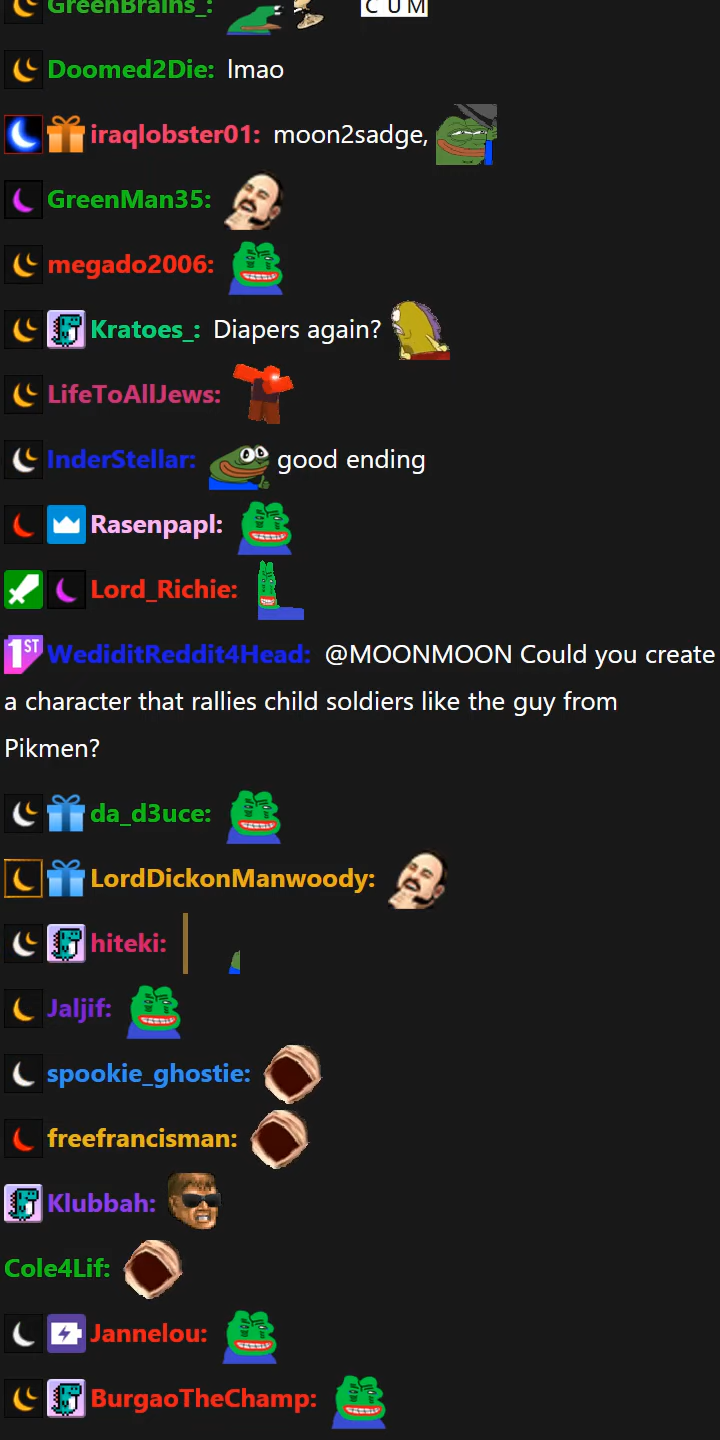 GreenBrains_: CUM
Doomed2Die: lmao
iraqlobster01: moon2sadge,
GreenMan35:
megado2006:
Kratoes_: Diapers again?
LifeToAllJews:
InderStellar: good ending
Rasenpapl:
Lord_Richie:
1ST WediditReddit4Head: @MOONMOON Could you create
a character that rallies child soldiers like the guy from
Pikmen?
da_d3uce:
LordDickonManwoody:
hiteki:
Jaljif:
spookie_ghostie:
freefrancisman:
Klubbah:
Cole4Lif:
Jannelou:
BurgaoTheChamp: